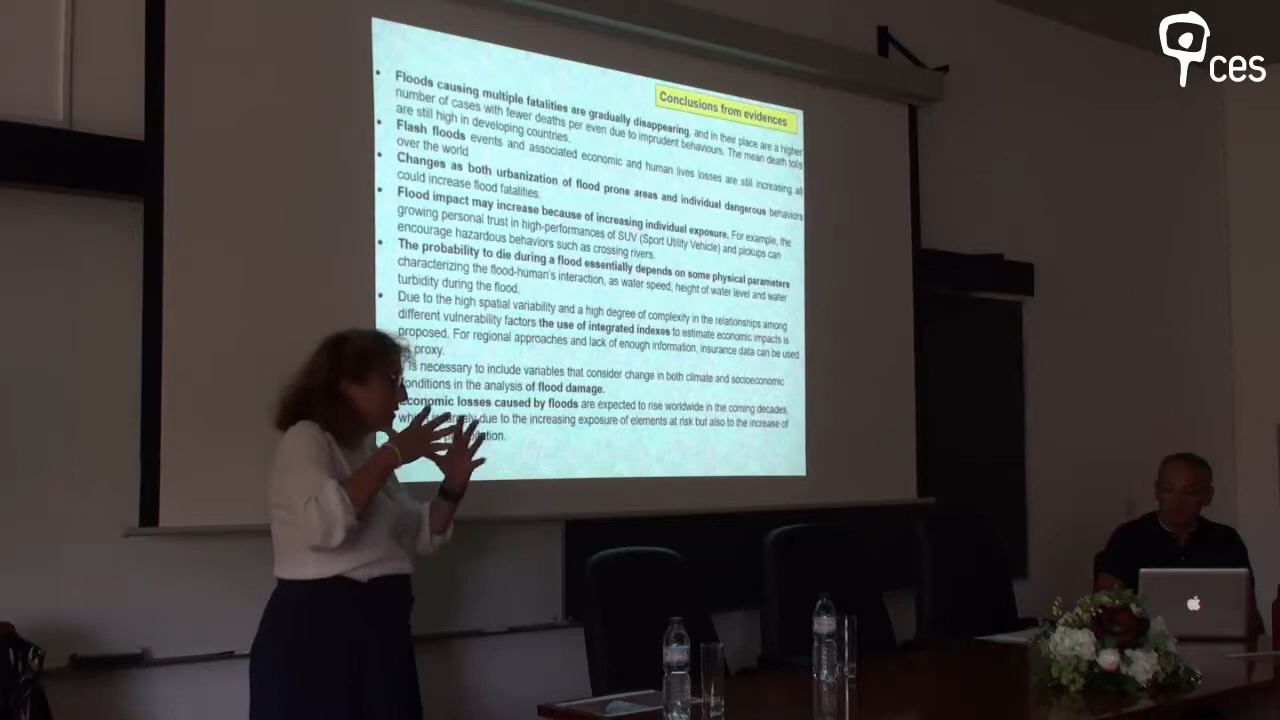 ces
Conclusions from evidences
• Floods causing multiple fatalities are gradually disappearing, and in their place are a higher
number of cases with fewer deaths per even due to imprudent behaviours. The mean death tolls
are still high in developing countries.
• Flash floods events and associated economic and human lives losses are still increasing all
over the world
• Changes as both urbanization of flood prone areas and individual dangerous behaviors
could increase flood fatalities.
• Flood impact may increase because of increasing individual exposure. For example, the
growing personal trust in high-performances of SUV (Sport Utility Vehicle) and pickups can
encourage hazardous behaviors such as crossing rivers.
• The probability to die during a flood essentially depends on some physical parameters
characterizing the flood-human's interaction, as water speed, height of water level and water
turbidity during the flood.
• Due to the high spatial variability and a high degree of complexity in the relationships among
different vulnerability factors the use of integrated indexes to estimate economic impacts is
proposed. For regional approaches and lack of enough information, insurance data can be used
proxy.
is necessary to include variables that consider change in both climate and socioeconomic
conditions in the analysis of flood damage.
Economic losses caused by floods are expected to rise worldwide in the coming decades,
due to the increasing exposure of elements at risk but also to the increase of